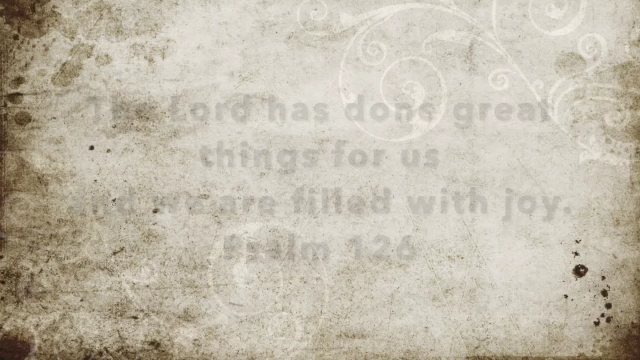 The Lord has done great
things for us
and we are filled with joy.
Psalm 126